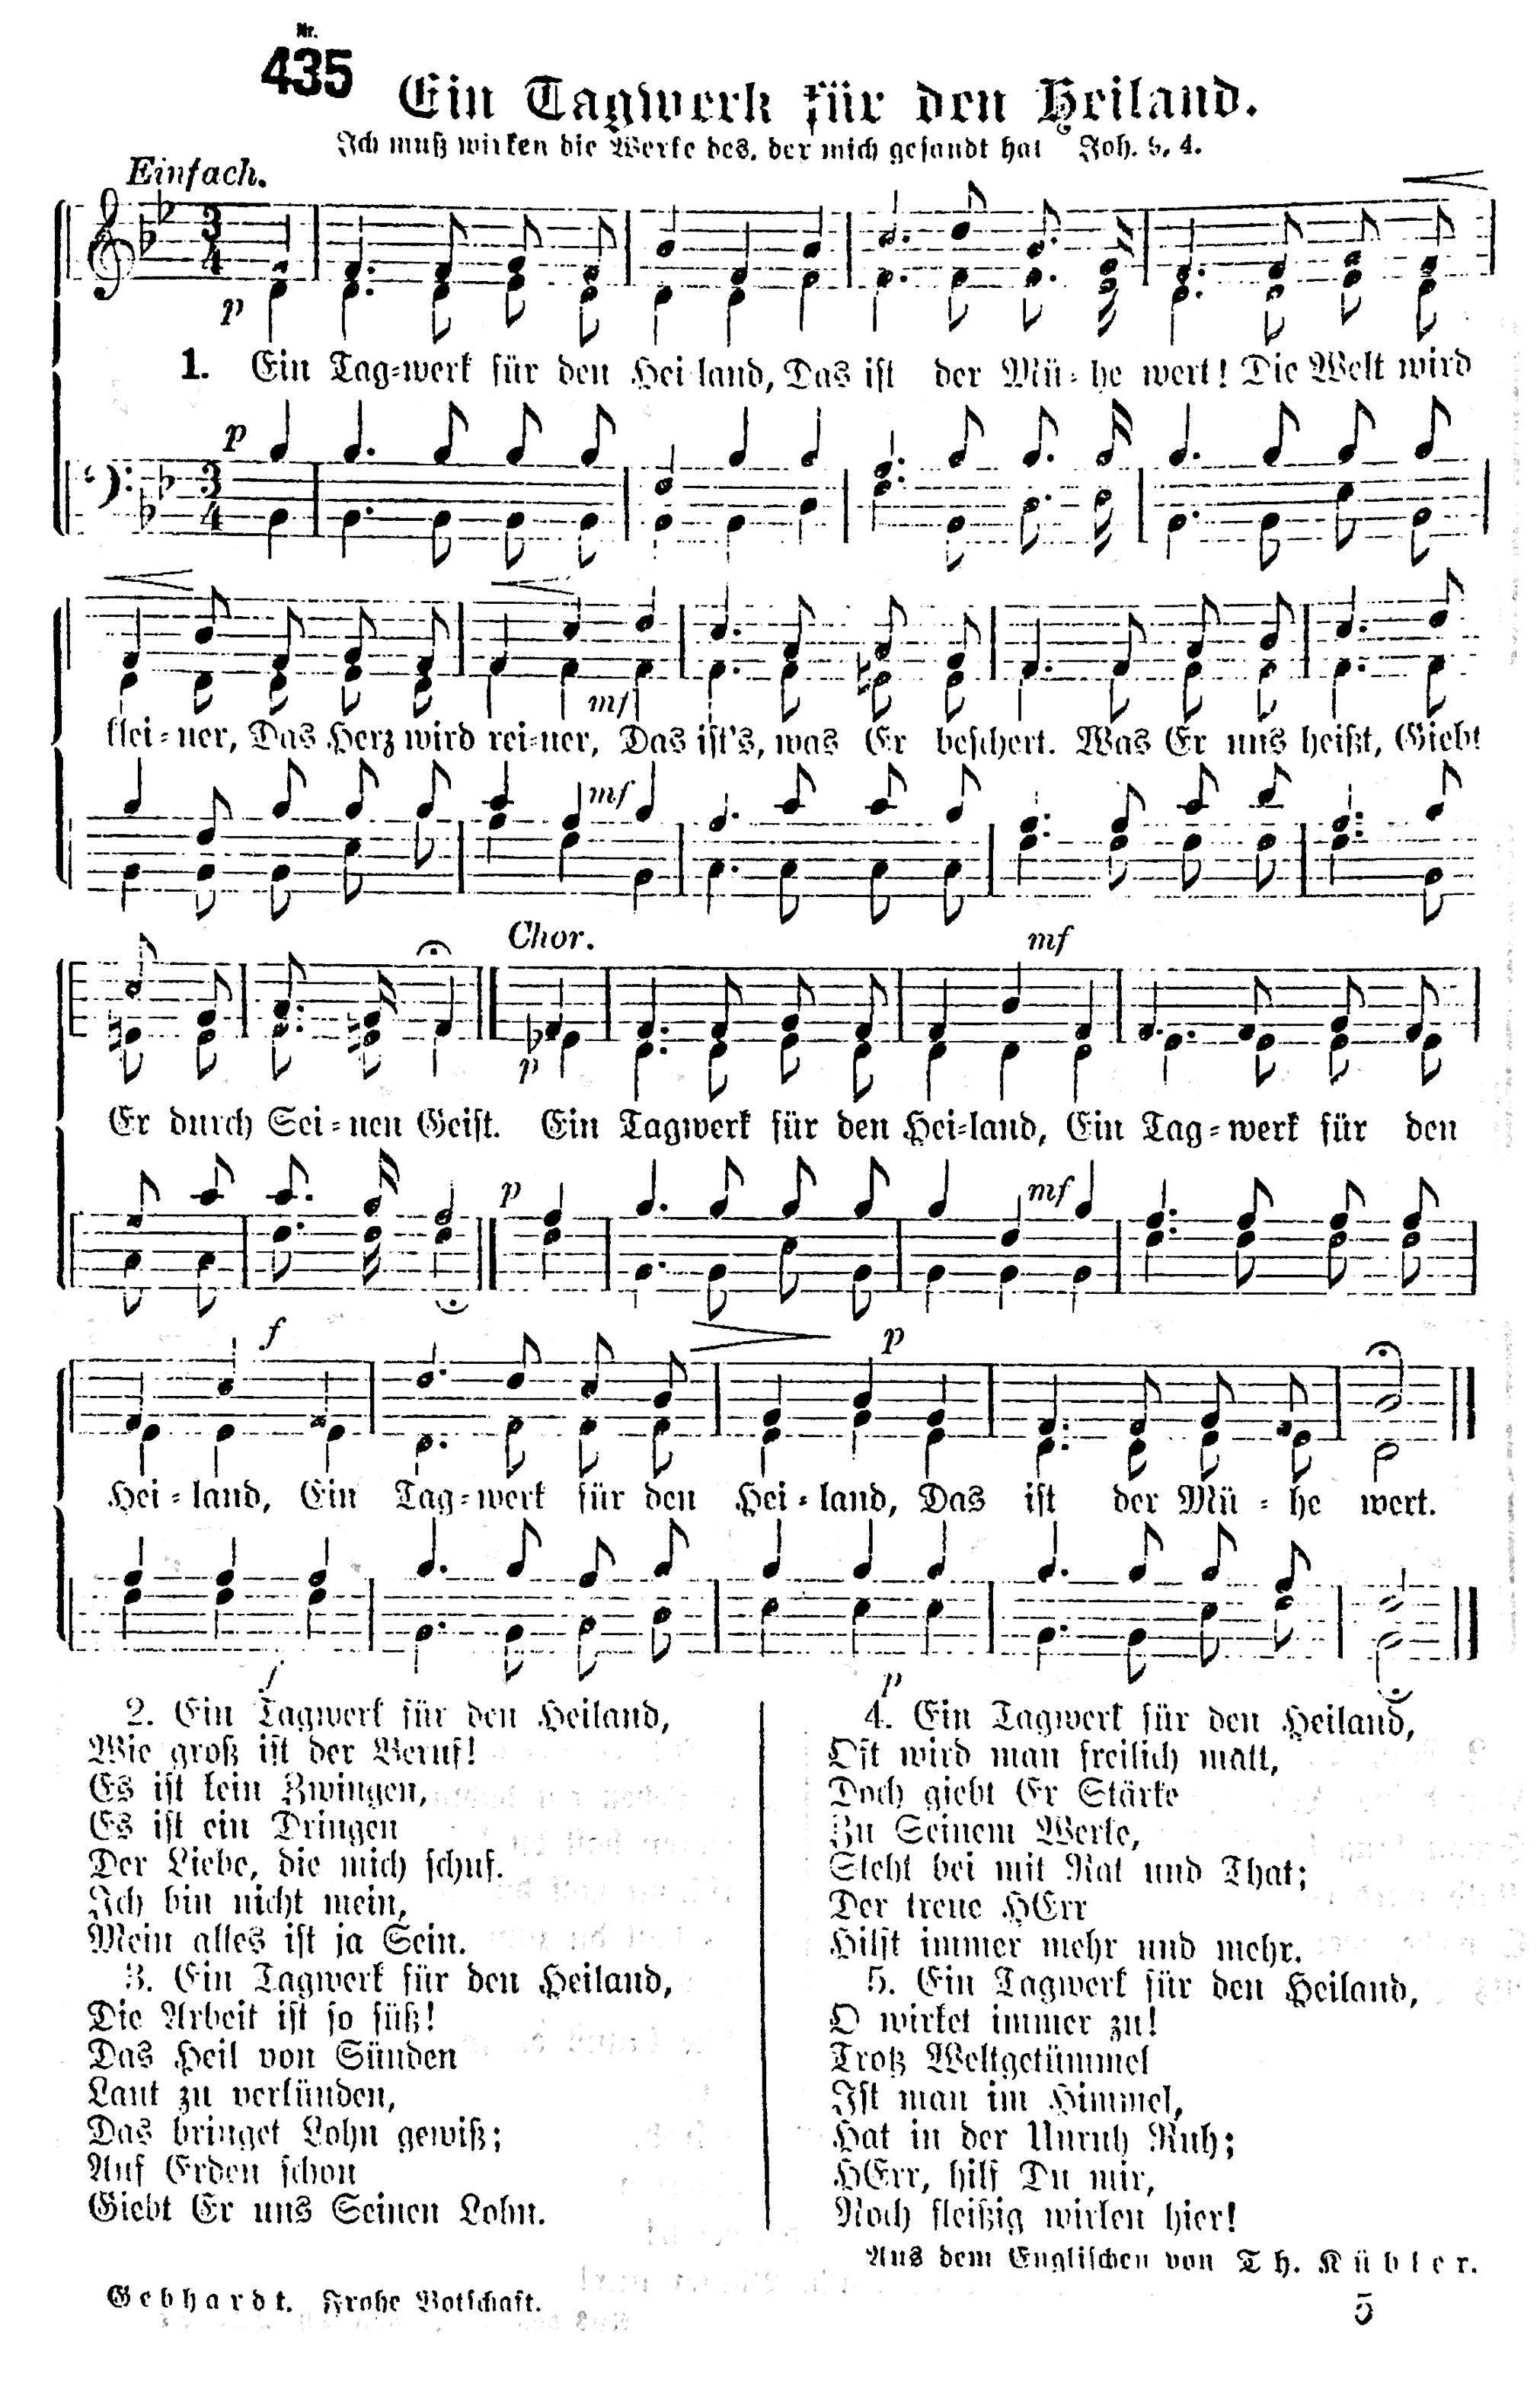 Nr.
435
Ein Tagwerk für den Heiland.
Ich muß wirken die Werke des, der mich gesandt hat Joh. 9, 4.
Einfach.
p
1. Ein Tag=werk für den Hei land, Das ist der Mü=he wert! Die Welt wird
p
klei=ner, Das Herz wird rei=ner, Das ist's, was Er beschert. Was Er uns heißt, Giebt
mf
mf
Chor.
mf
p
Er durch Sei=nen Geist. Ein Tagwerk für den Hei=land, Ein Tag=werk für den
p
mf
f
p
Hei=land, Ein Tag=werk für den Hei=land, Das ist der Mü=he wert.
f
p
2. Ein Tagwerk für den Heiland,
Wie groß ist der Beruf!
Es ist kein Zwingen,
Es ist ein Dringen
Der Liebe, die mich schuf.
Ich bin nicht mein,
Mein alles ist ja Sein.
3. Ein Tagwerk für den Heiland,
Die Arbeit ist so süß!
Das Heil von Sünden
Laut zu verkünden,
Das bringet Lohn gewiß;
Auf Erden schon
Giebt Er uns Seinen Lohn.
4. Ein Tagwerk für den Heiland,
Oft wird man freilich matt,
Doch giebt Er Stärke
Zu Seinem Werke,
Steht bei mit Rat und That;
Der treue HErr
Hilft immer mehr und mehr.
5. Ein Tagwerk für den Heiland,
O wirket immer zu!
Trotz Weltgetümmel
Ist man im Himmel,
Hat in der Unruh Ruh;
HErr, hilf Du mir,
Noch fleißig wirken hier!
Aus dem Englischen von Th. Kübler.
Gebhardt. Frohe Botschaft.
5